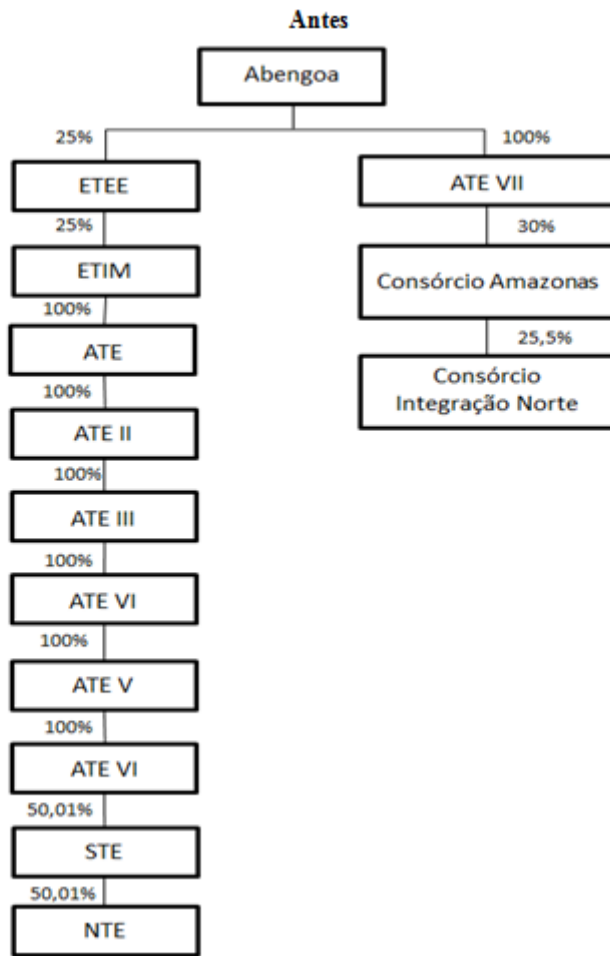 Antes
Abengoa
25%
100%
ETEE
ATE VII
25%
30%
ETIM
Consórcio Amazonas
100%
25,5%
ATE
Consórcio
Integração Norte
100%
ATE II
100%
ATE III
100%
ATE VI
100%
ATE V
100%
ATE VI
50,01%
STE
50,01%
NTE